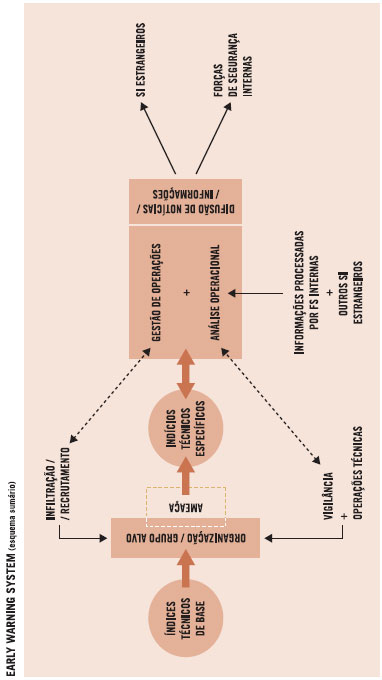 EARLY WARNING SYSTEM (esquema sumário)
ÍNDICES
TÉCNICOS
DE BASE
ORGANIZAÇÃO / GRUPO ALVO
AMEAÇA
INFILTRAÇÃO /
/ RECRUTAMENTO
VIGILÂNCIA
+
OPERAÇÕES TÉCNICAS
INDÍCIOS
TÉCNICOS
ESPECÍFICOS
GESTÃO DE OPERAÇÕES
+
ANÁLISE OPERACIONAL
INFORMAÇÕES PROCESSADAS
POR FS INTERNAS
+
OUTROS SI
ESTRANGEIROS
DIFUSÃO DE NOTÍCIAS /
/ INFORMAÇÕES
SI ESTRANGEIROS
FORÇAS
DE SEGURANÇA
INTERNAS